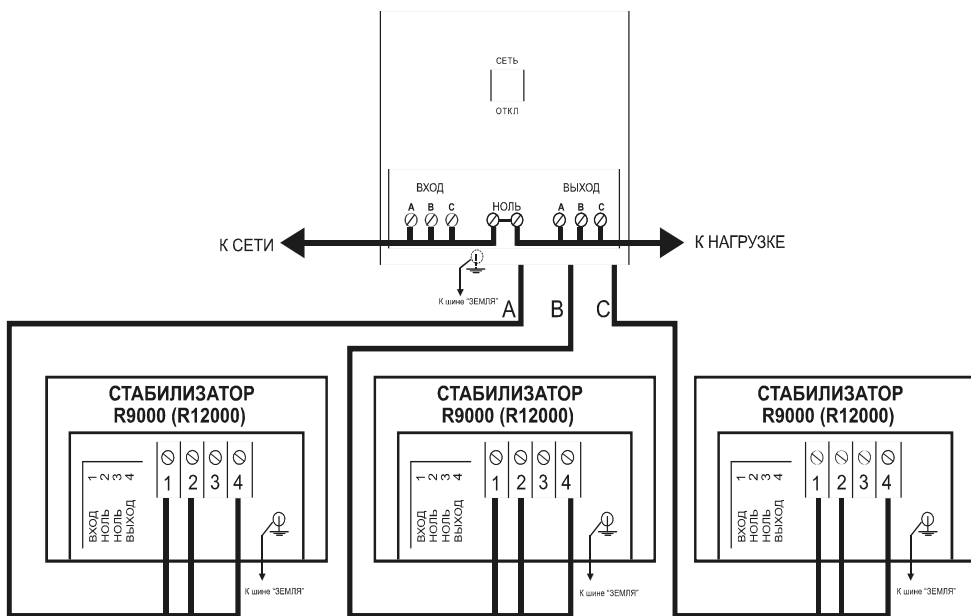 СЕТЬ
ОТКЛ
ВХОД
ВЫХОД
A B C
НОЛЬ
A B C
К СЕТИ
К НАГРУЗКЕ
К шине "ЗЕМЛЯ"
A B C
СТАБИЛИЗАТОР
R9000 (R12000)
1 2 3 4
ВХОД 1
НОЛЬ 2
НОЛЬ 3
ВЫХОД 4
К шине "ЗЕМЛЯ"
СТАБИЛИЗАТОР
R9000 (R12000)
1 2 3 4
ВХОД 1
НОЛЬ 2
НОЛЬ 3
ВЫХОД 4
К шине "ЗЕМЛЯ"
СТАБИЛИЗАТОР
R9000 (R12000)
1 2 3 4
ВХОД 1
НОЛЬ 2
НОЛЬ 3
ВЫХОД 4
К шине "ЗЕМЛЯ"